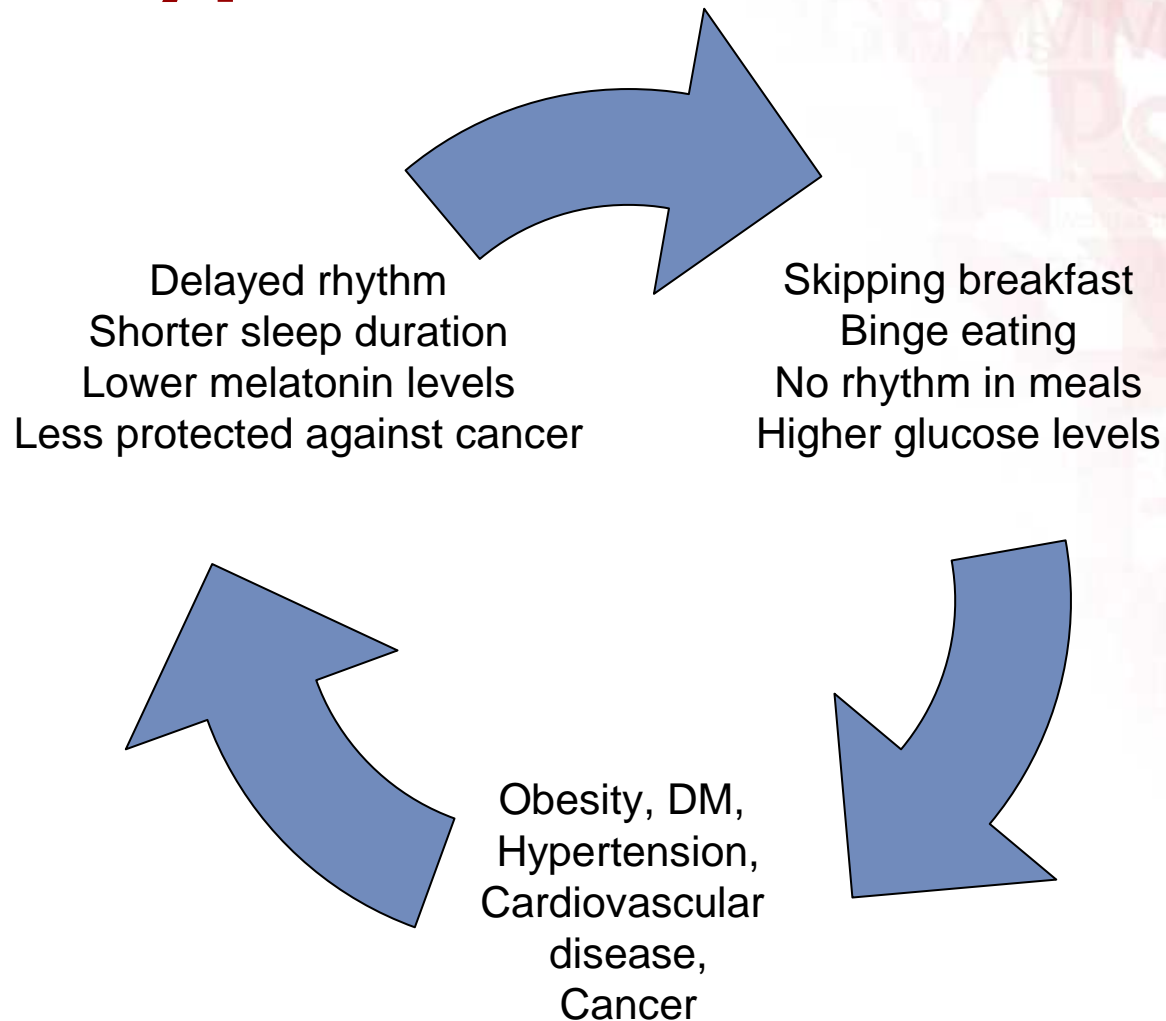 Delayed rhythm
Shorter sleep duration
Lower melatonin levels
Less protected against cancer
Skipping breakfast
Binge eating
No rhythm in meals
Higher glucose levels
Obesity, DM,
Hypertension,
Cardiovascular
disease,
Cancer